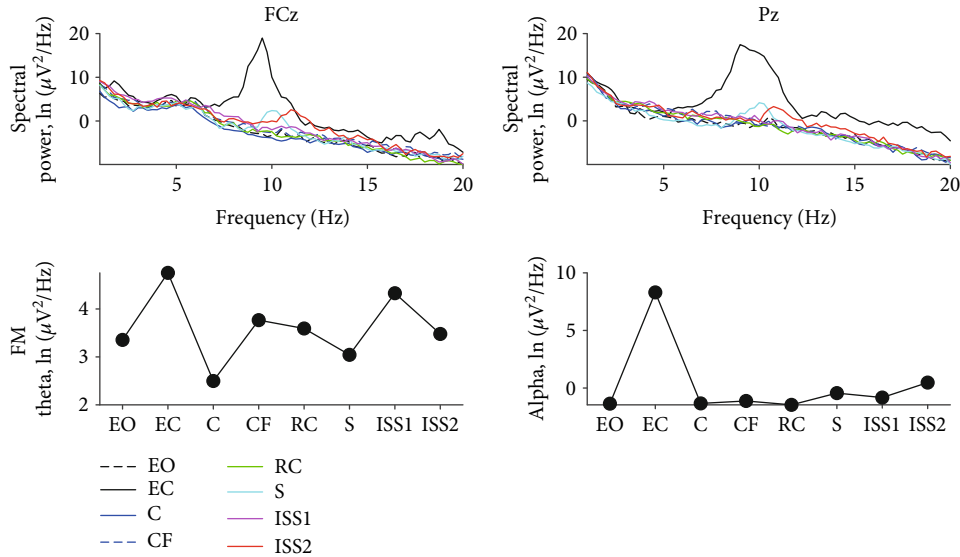 FCz
Spectral
power, ln (μV²/Hz)
20
10
0
5
10
15
20
Frequency (Hz)
Pz
Spectral
power, ln (μV²/Hz)
20
10
0
5
10
15
20
Frequency (Hz)
FM
theta, ln (μV²/Hz)
4
3
2
EO EC C CF RC S ISS1 ISS2
Alpha, ln (μV²/Hz)
10
5
0
EO EC C CF RC S ISS1 ISS2
EO
EC
C
CF
RC
S
ISS1
ISS2